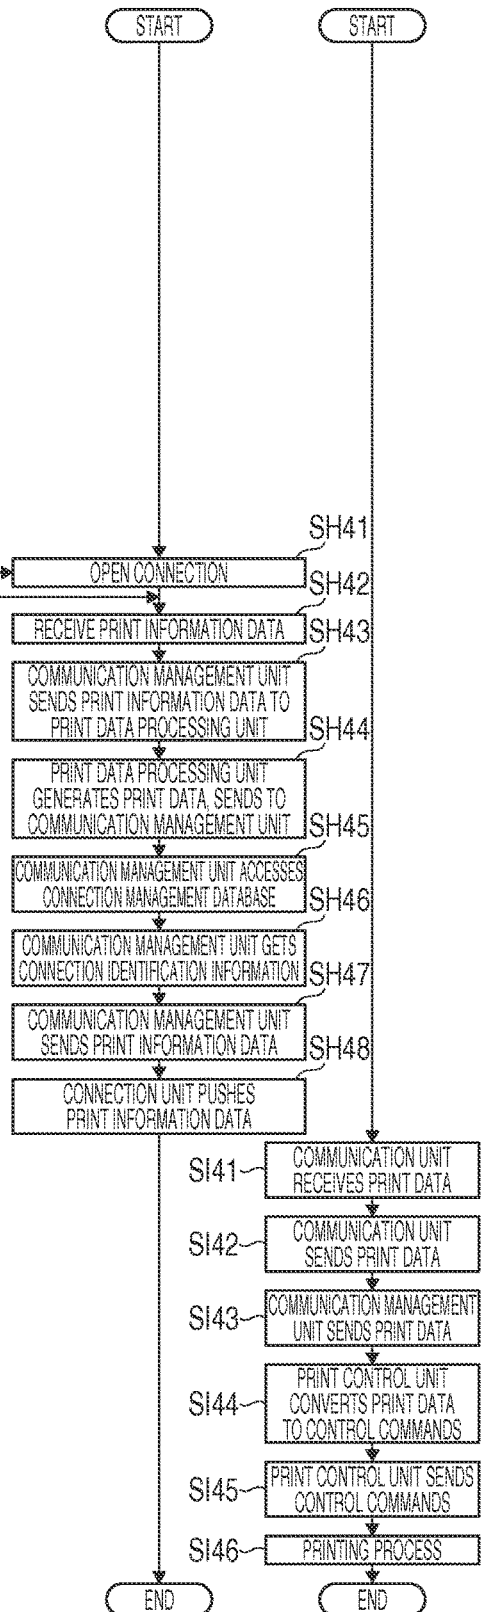 START
START
SH41
OPEN CONNECTION
SH42
RECEIVE PRINT INFORMATION DATA
SH43
COMMUNICATION MANAGEMENT UNIT
SENDS PRINT INFORMATION DATA TO
PRINT DATA PROCESSING UNIT
SH44
PRINT DATA PROCESSING UNIT
GENERATES PRINT DATA, SENDS TO
COMMUNICATION MANAGEMENT UNIT
SH45
COMMUNICATION MANAGEMENT UNIT ACCESSES
CONNECTION MANAGEMENT DATABASE
SH46
COMMUNICATION MANAGEMENT UNIT GETS
CONNECTION IDENTIFICATION INFORMATION
SH47
COMMUNICATION MANAGEMENT UNIT
SENDS PRINT INFORMATION DATA
SH48
CONNECTION UNIT PUSHES
PRINT INFORMATION DATA
SI41
COMMUNICATION UNIT
RECEIVES PRINT DATA
SI42
COMMUNICATION UNIT
SENDS PRINT DATA
SI43
COMMUNICATION MANAGEMENT
UNIT SENDS PRINT DATA
SI44
PRINT CONTROL UNIT
CONVERTS PRINT DATA
TO CONTROL COMMANDS
SI45
PRINT CONTROL UNIT SENDS
CONTROL COMMANDS
SI46
PRINTING PROCESS
END
END